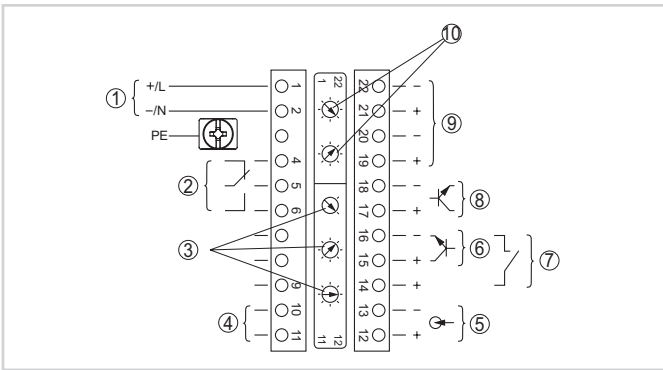 ⑩
1 22
+/L 1 22 −
① ⑨
−/N 2 21 +
PE 20 −
4 19 +
② 5 18 − ⑧
6 17 +
16 − ⑥ ⑦
③ 15 +
9 14 +
④ 10 13 − ⑤
11 12 +
11 12